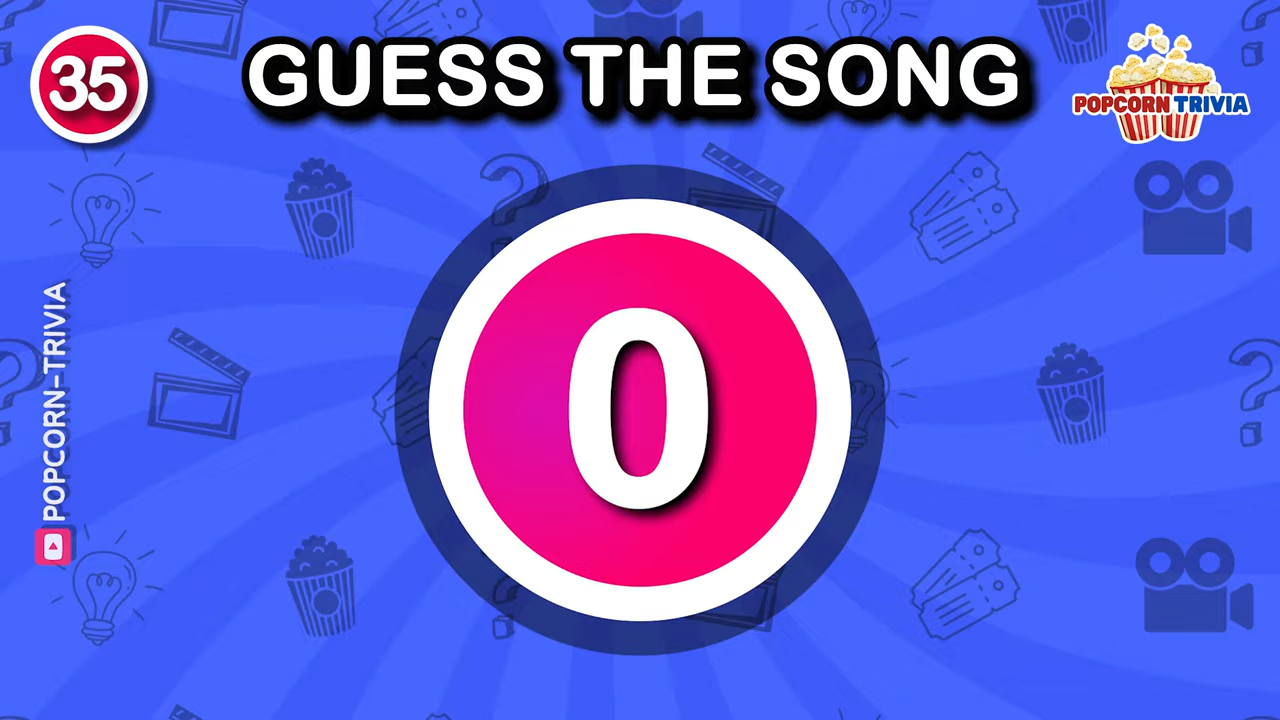 35
GUESS THE SONG
POPCORN TRIVIA
0
POPCORN-TRIVIA